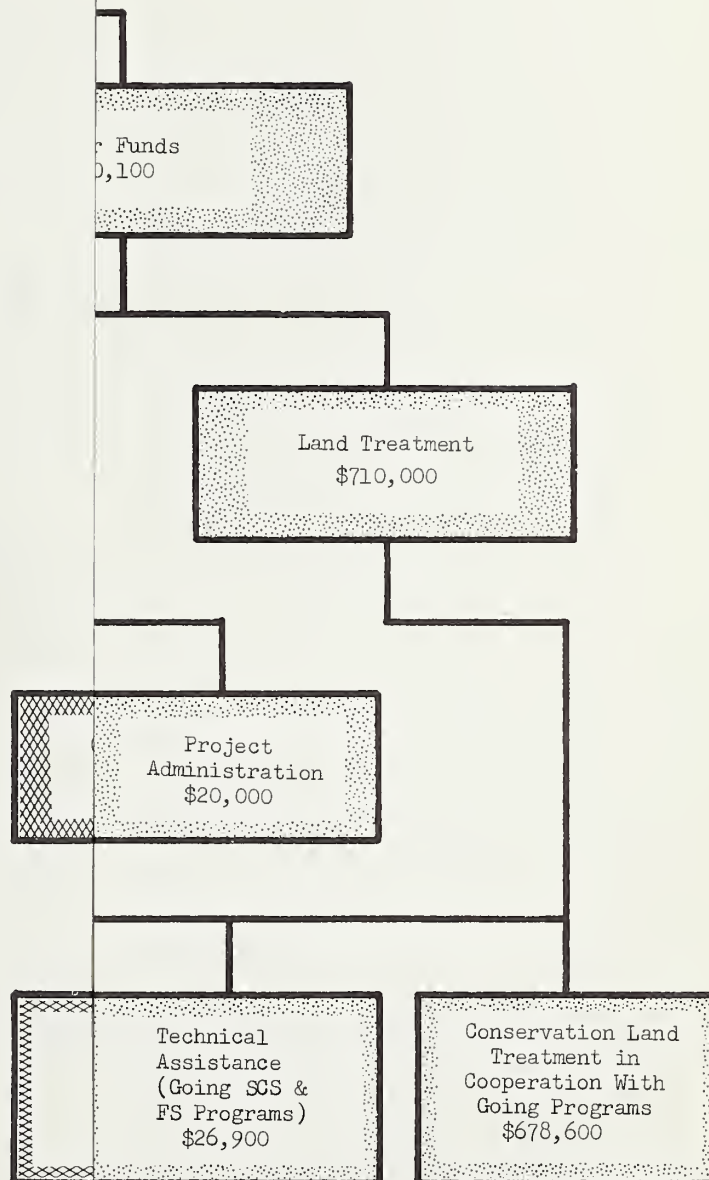 r Funds
0,100
Land Treatment
$710,000
Project
Administration
$20,000
Technical
Assistance
(Going SCS &
FS Programs)
$26,900
Conservation Land
Treatment in
Cooperation With
Going Programs
$678,600